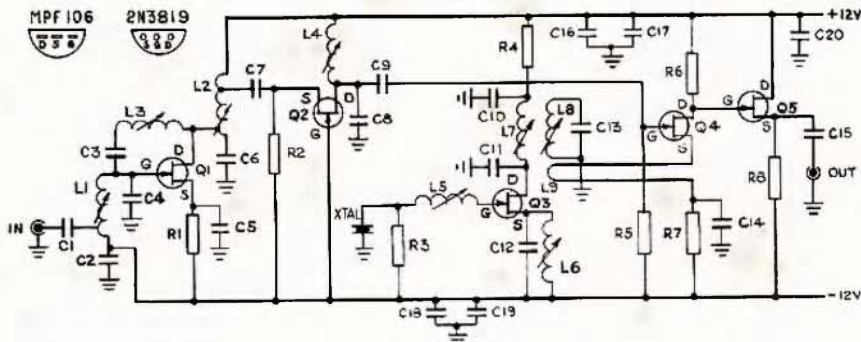 MPF106 2N3819
D S G S G D
+12V
L4 R4 C16 C17 C20
L2 C7 C9 R6
L3 S D D
Q2 C8 C10 L7 L8 C13 G Q4 G Q5
D G S S
C3 G Q1 C6 R2 C11 L9 C15
L1 C4 S D OUT
XTAL L5 G Q3 R8
IN C1 R1 C5 S C14
C2 R3 C12 L6 R5 R7
C18 C19 -12V